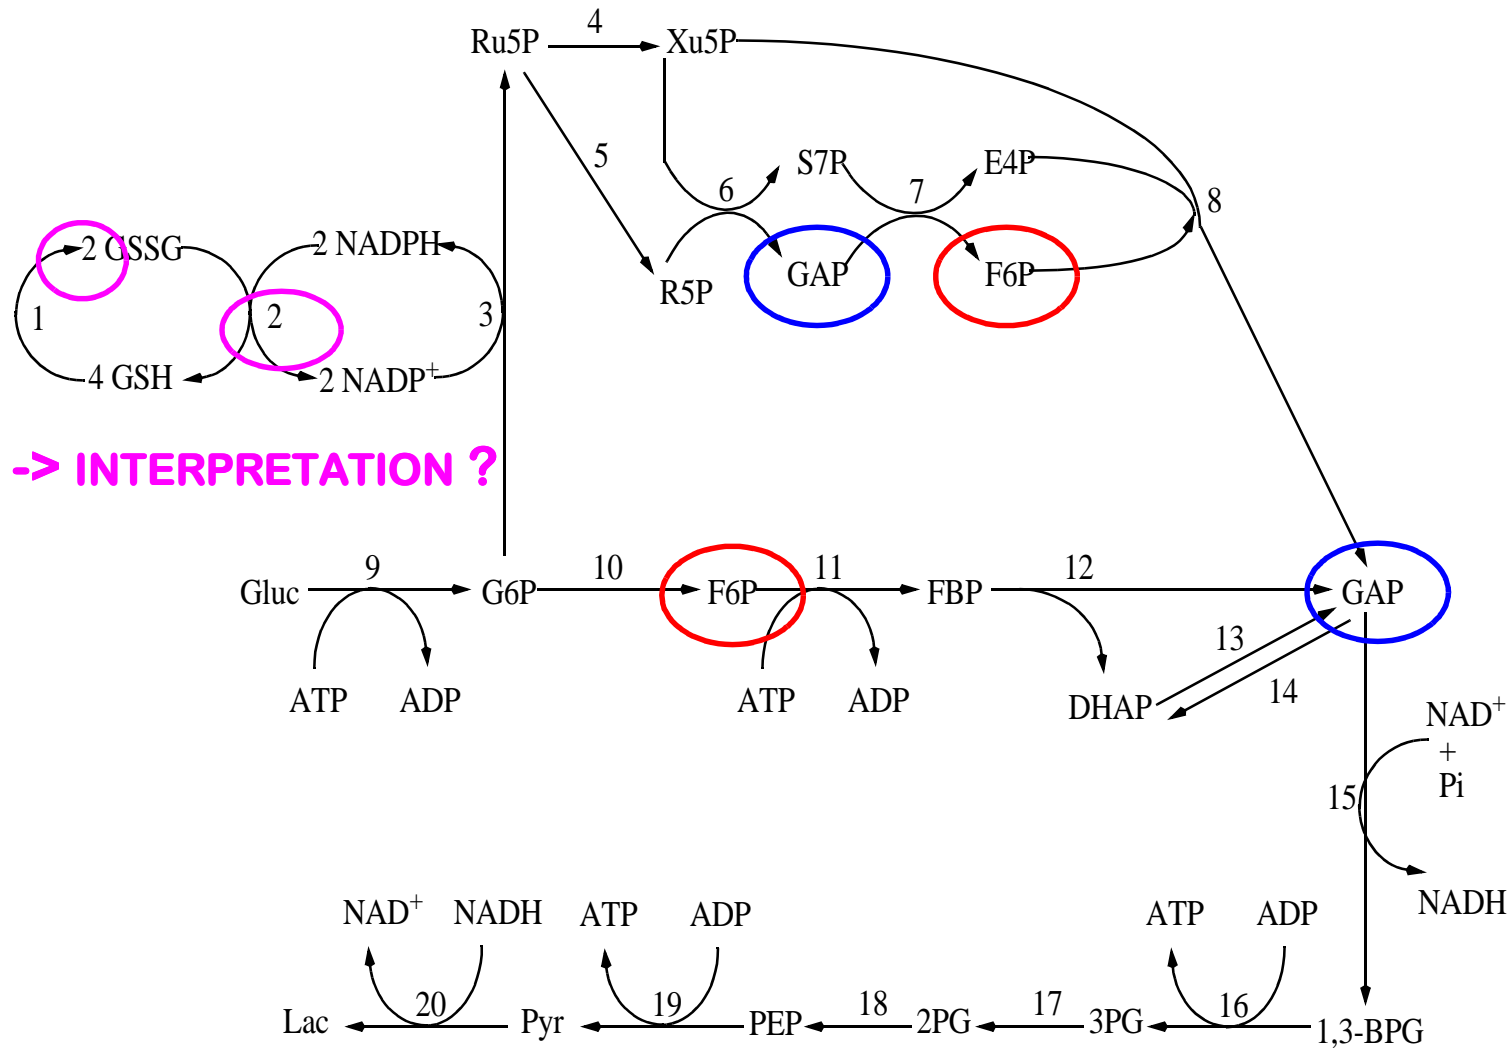 4
Ru5P
Xu5P
5
6
S7P
7
E4P
8
2 GSSG
2 NADPH
R5P
GAP
F6P
1
2
3
4 GSH
2 NADP+
-> INTERPRETATION ?
9
10
11
12
Gluc
G6P
F6P
FBP
GAP
13
14
ATP
ADP
ATP
ADP
DHAP
NAD+
+
Pi
15
NADH
NAD+
NADH
ATP
ADP
ATP
ADP
20
19
18
17
16
Lac
Pyr
PEP
2PG
3PG
1,3-BPG